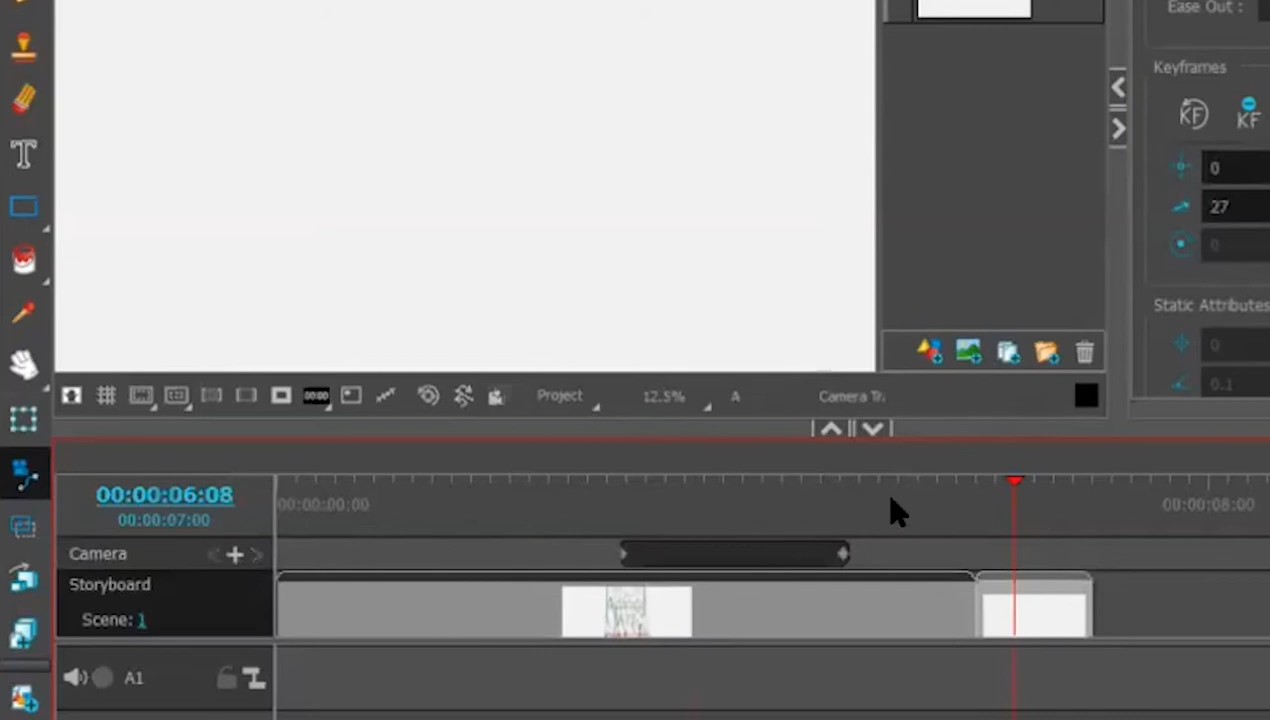 Ease Out :
Keyframes
KF KF
0
27
0
Static Attributes
0
0.1
T
00:00 Project 12.5% A Camera Tr
00:00:06:08
00:00:07:00
00:00:00:00 00:00:08:00
Camera
Storyboard
Scene: 1
A1